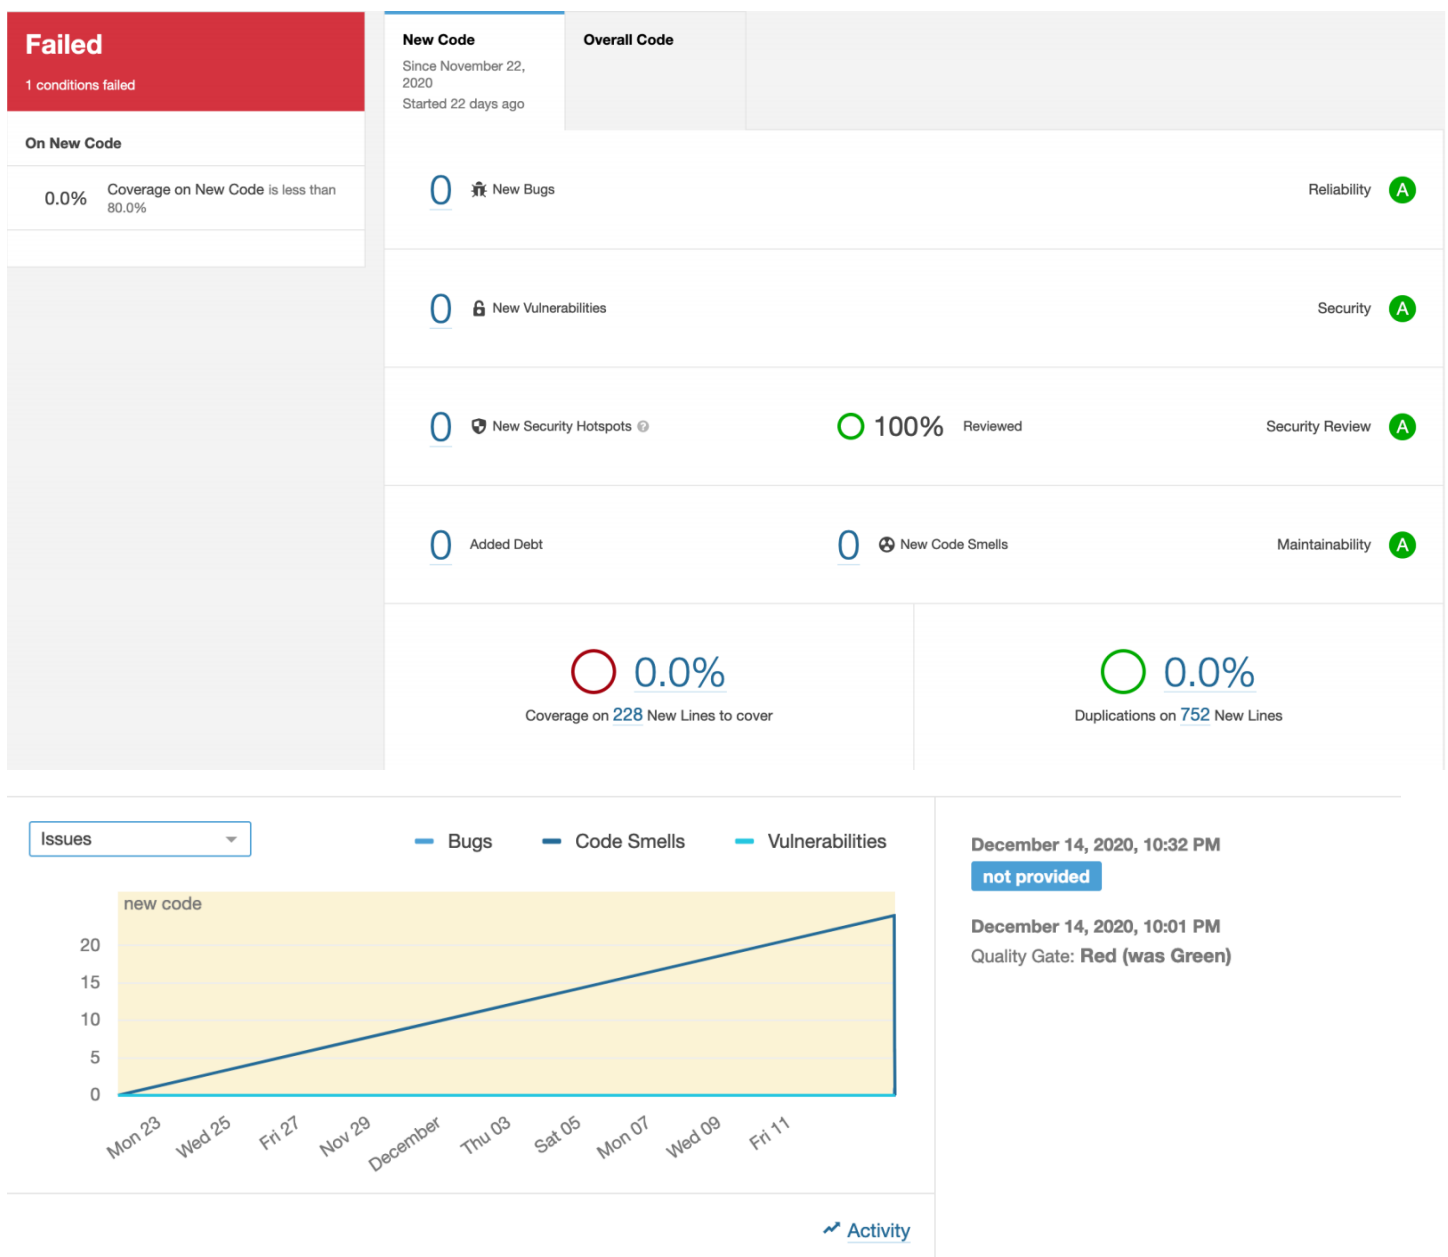 Failed
1 conditions failed
On New Code
0.0%
Coverage on New Code is less than
80.0%
New Code
Since November 22,
2020
Started 22 days ago
Overall Code
0 New Bugs
Reliability A
0 New Vulnerabilities
Security A
0 New Security Hotspots ?
100% Reviewed
Security Review A
0 Added Debt
0 New Code Smells
Maintainability A
0.0%
Coverage on 228 New Lines to cover
0.0%
Duplications on 752 New Lines
Issues
Bugs
Code Smells
Vulnerabilities
new code
20
15
10
5
0
Mon 23
Wed 25
Fri 27
Nov 29
December
Thu 03
Sat 05
Mon 07
Wed 09
Fri 11
Activity
December 14, 2020, 10:32 PM
not provided
December 14, 2020, 10:01 PM
Quality Gate: Red (was Green)